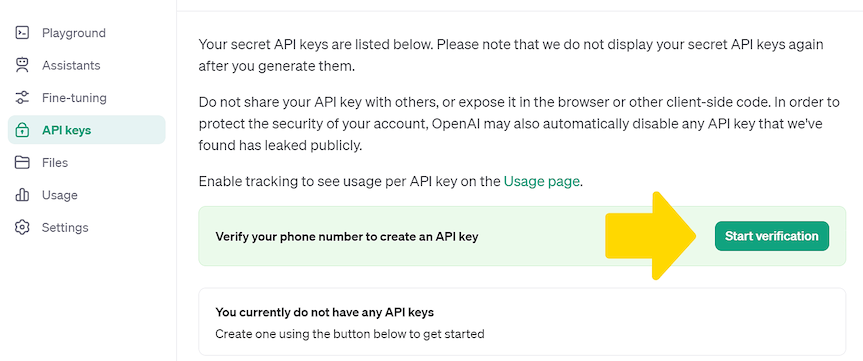 Playground
Assistants
Fine-tuning
API keys
Files
Usage
Settings
Your secret API keys are listed below. Please note that we do not display your secret API keys again
after you generate them.
Do not share your API key with others, or expose it in the browser or other client-side code. In order to
protect the security of your account, OpenAI may also automatically disable any API key that we've
found has leaked publicly.
Enable tracking to see usage per API key on the Usage page.
Verify your phone number to create an API key
Start verification
You currently do not have any API keys
Create one using the button below to get started